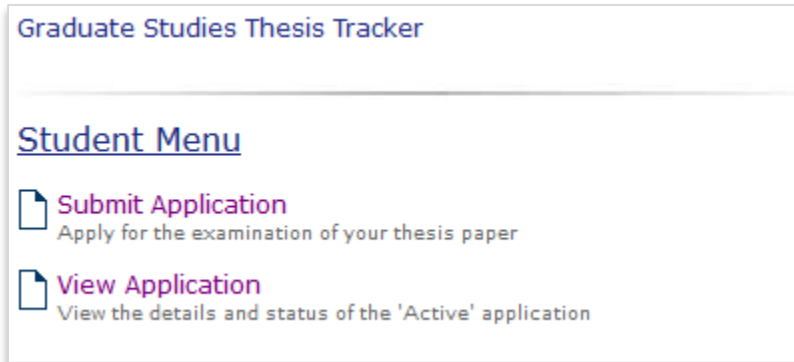 Graduate Studies Thesis Tracker
Student Menu
Submit Application
Apply for the examination of your thesis paper
View Application
View the details and status of the 'Active' application